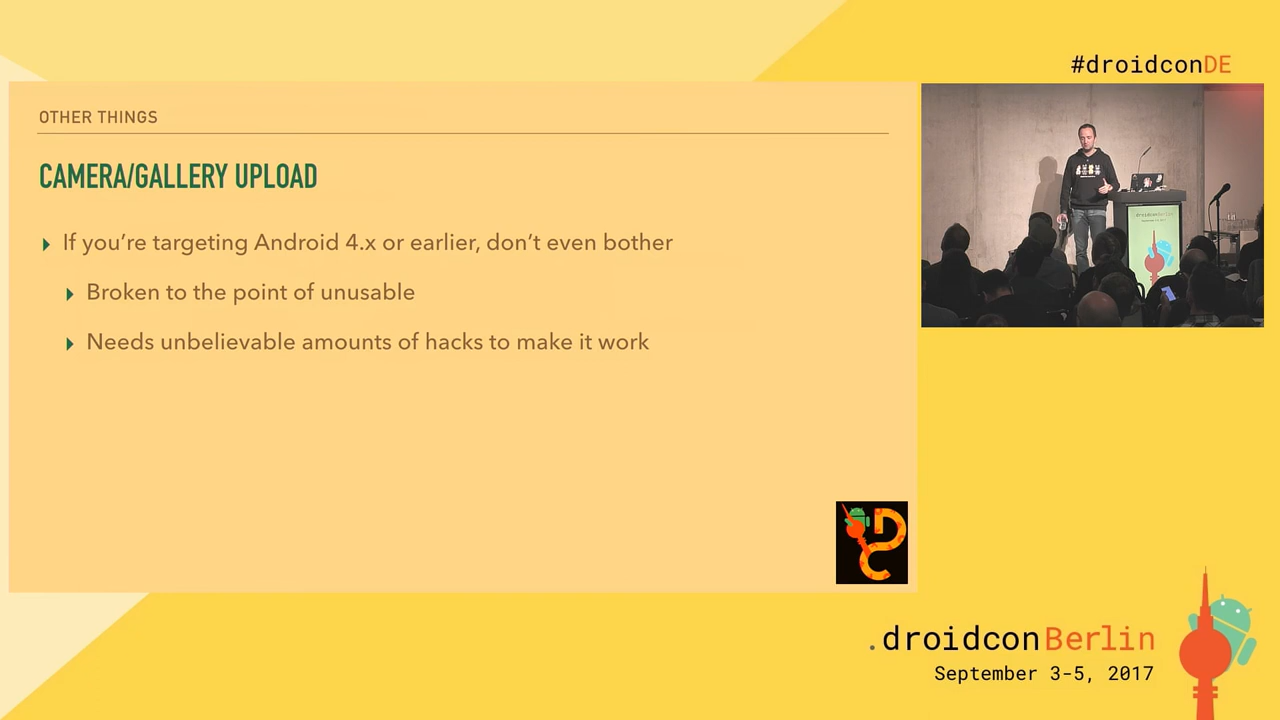 #droidconDE
OTHER THINGS
CAMERA/GALLERY UPLOAD
If you're targeting Android 4.x or earlier, don't even bother
Broken to the point of unusable
Needs unbelievable amounts of hacks to make it work
droidconBerlin
.droidconBerlin
September 3-5, 2017